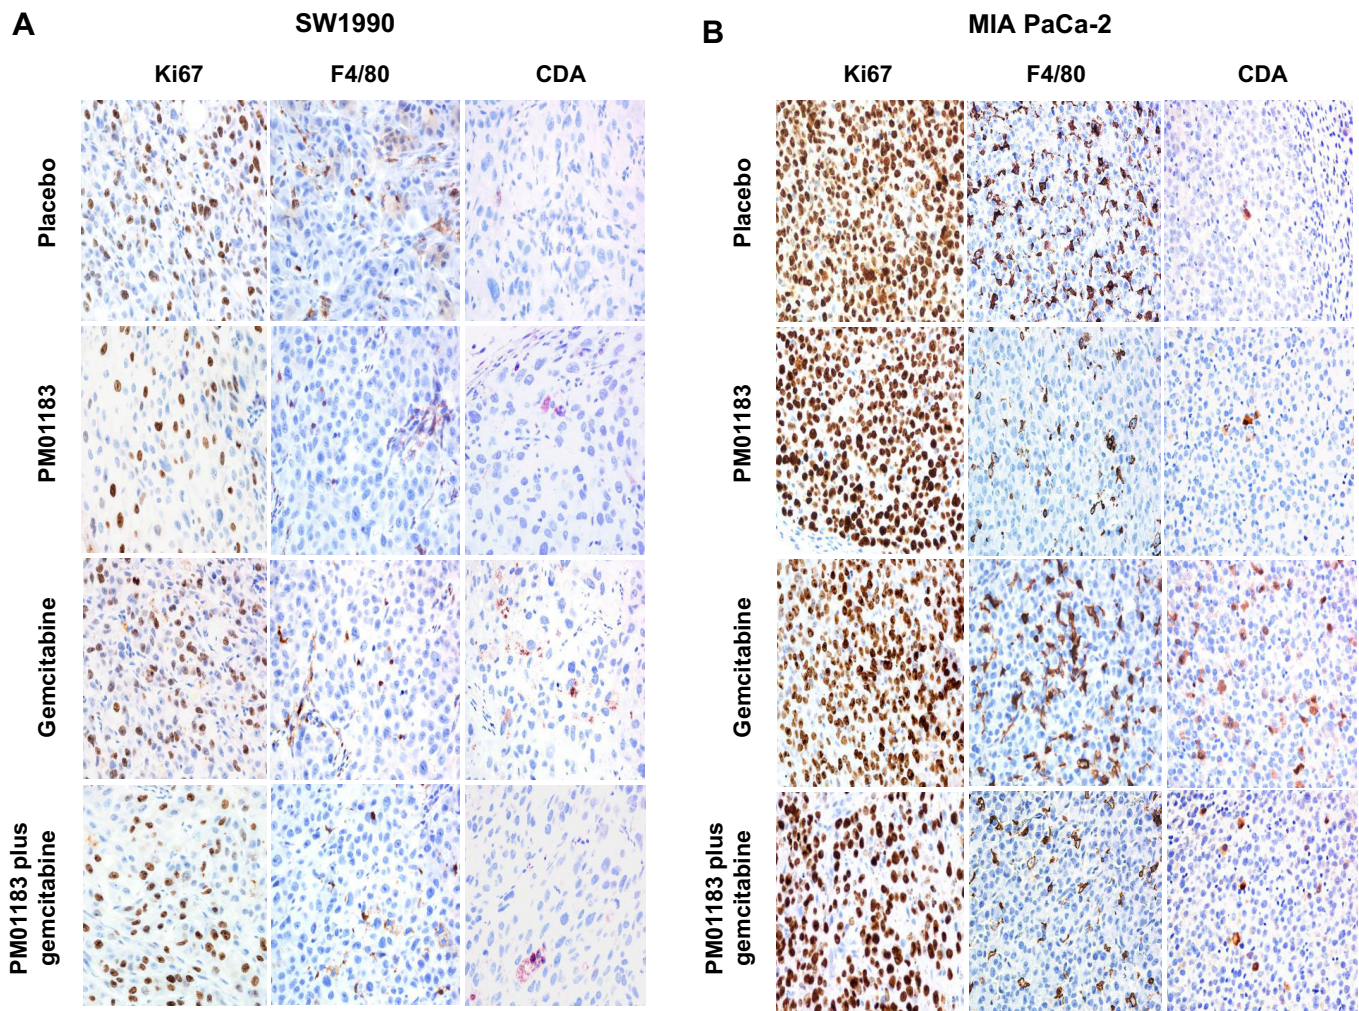 A
SW1990
Ki67
F4/80
CDA
Placebo
PM01183
Gemcitabine
PM01183 plus
gemcitabine
B
MIA PaCa-2
Ki67
F4/80
CDA
Placebo
PM01183
Gemcitabine
PM01183 plus
gemcitabine